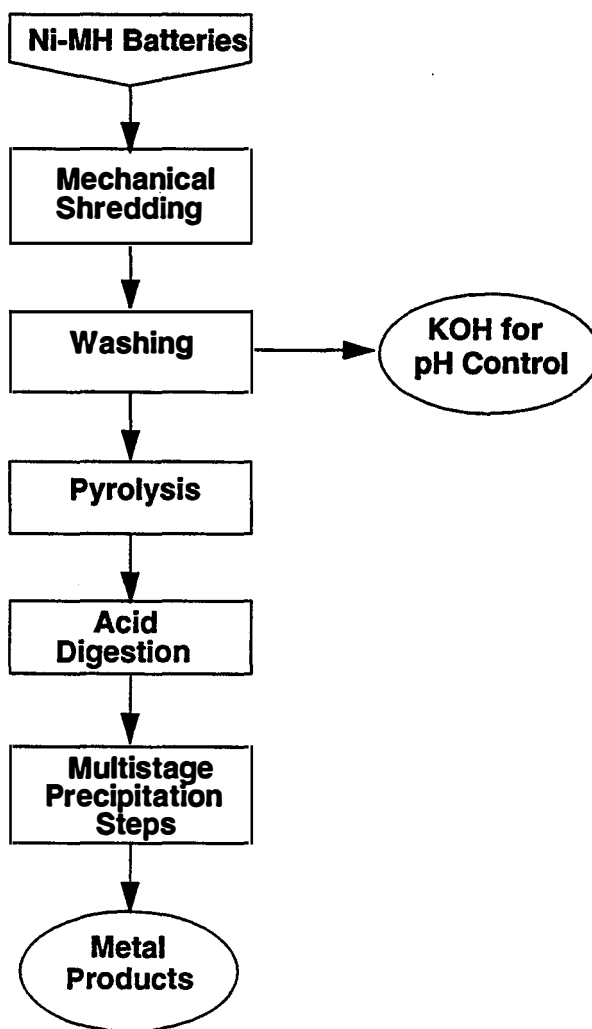 Ni-MH Batteries
Mechanical
Shredding
Washing
KOH for
pH Control
Pyrolysis
Acid
Digestion
Multistage
Precipitation
Steps
Metal
Products